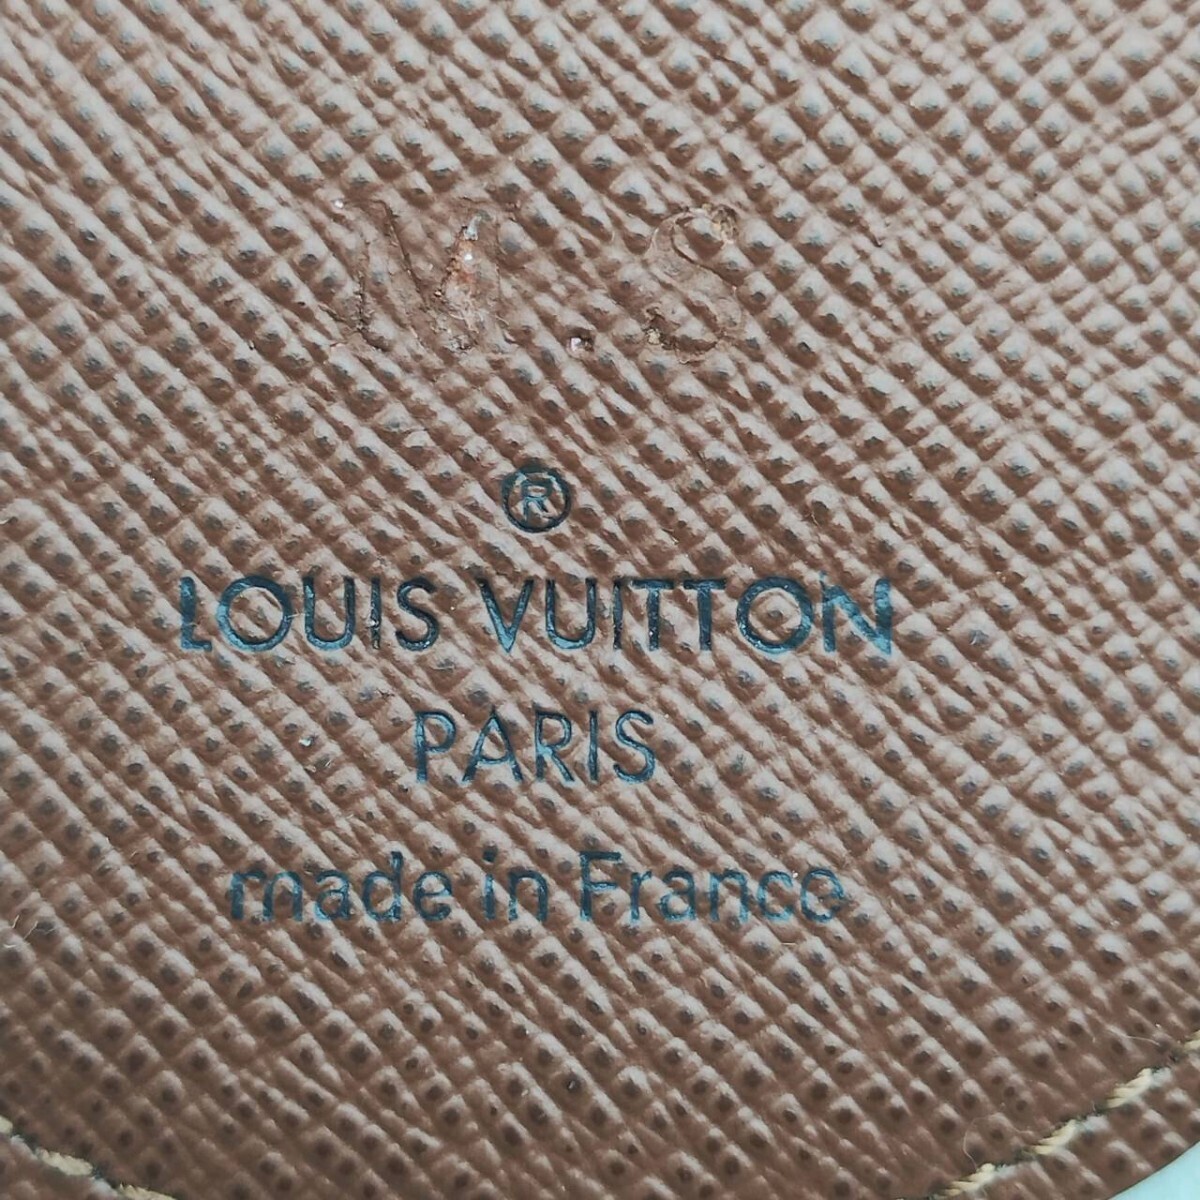 M.S
®
LOUIS VUITTON
PARIS
made in France